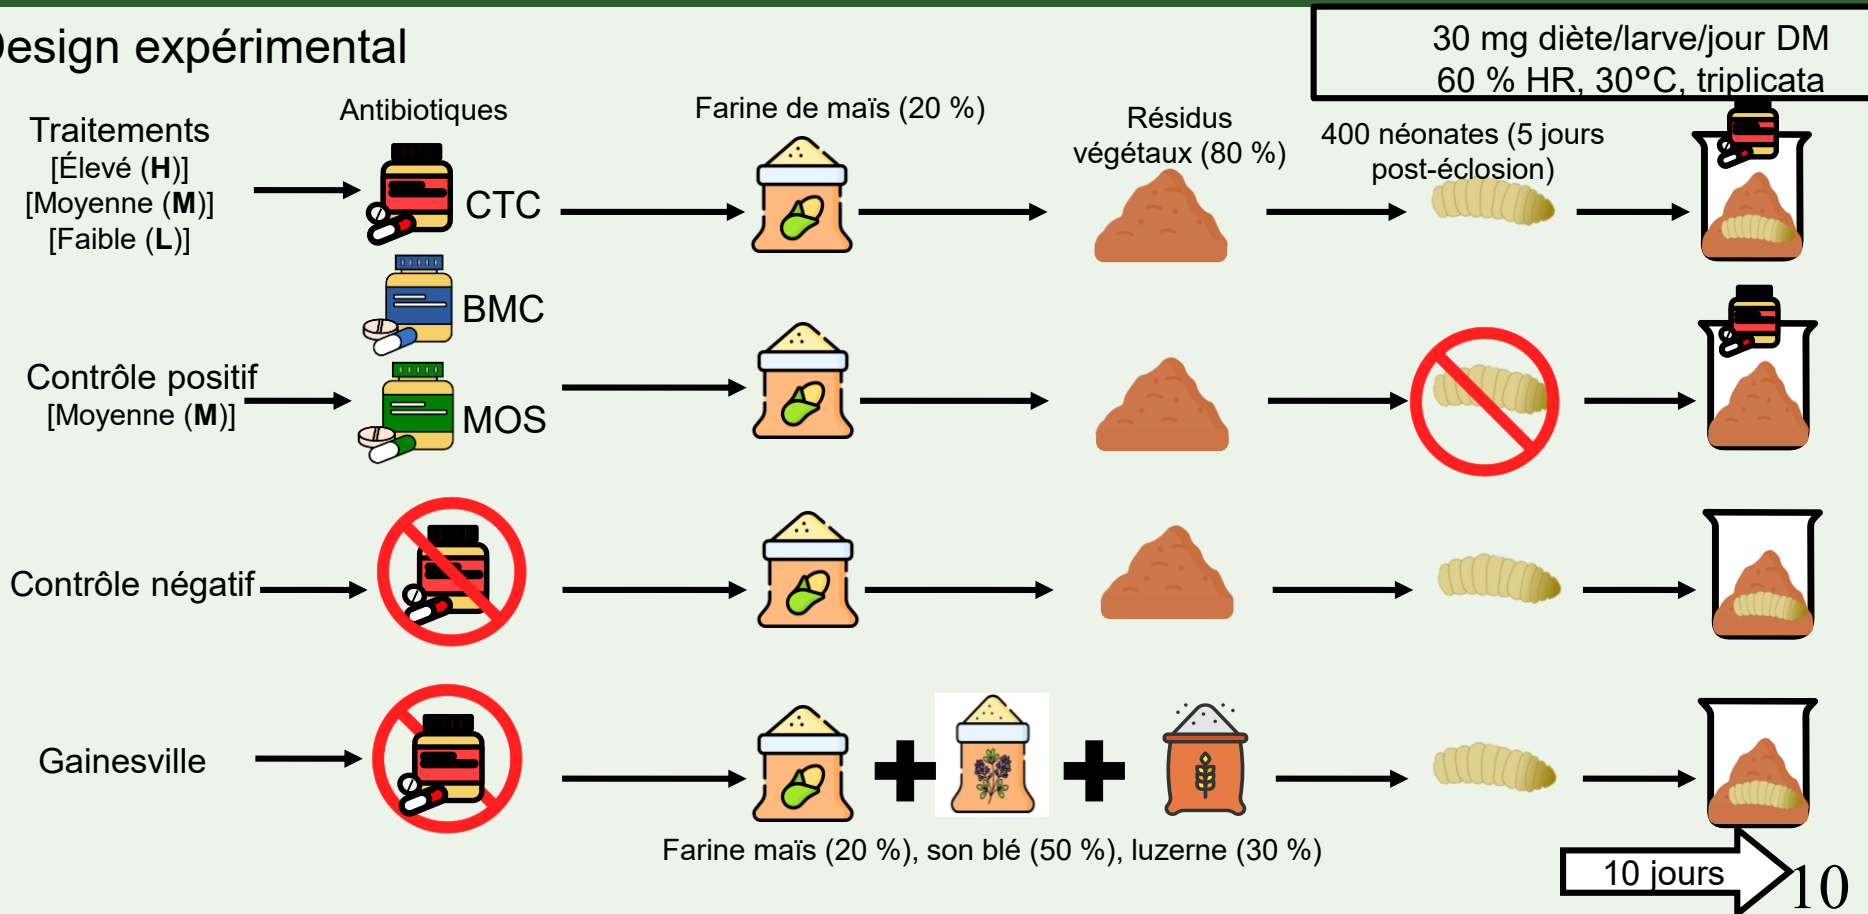 Design expérimental
30 mg diète/larve/jour DM
60 % HR, 30°C, triplicata
Traitements
[Élevé (H)]
[Moyenne (M)]
[Faible (L)]
Antibiotiques
CTC
BMC
MOS
Farine de maïs (20 %)
Résidus
végétaux (80 %)
400 néonates (5 jours
post-éclosion)
Contrôle positif
[Moyenne (M)]
Contrôle négatif
Gainesville
Farine maïs (20 %), son blé (50 %), luzerne (30 %)
10 jours
10